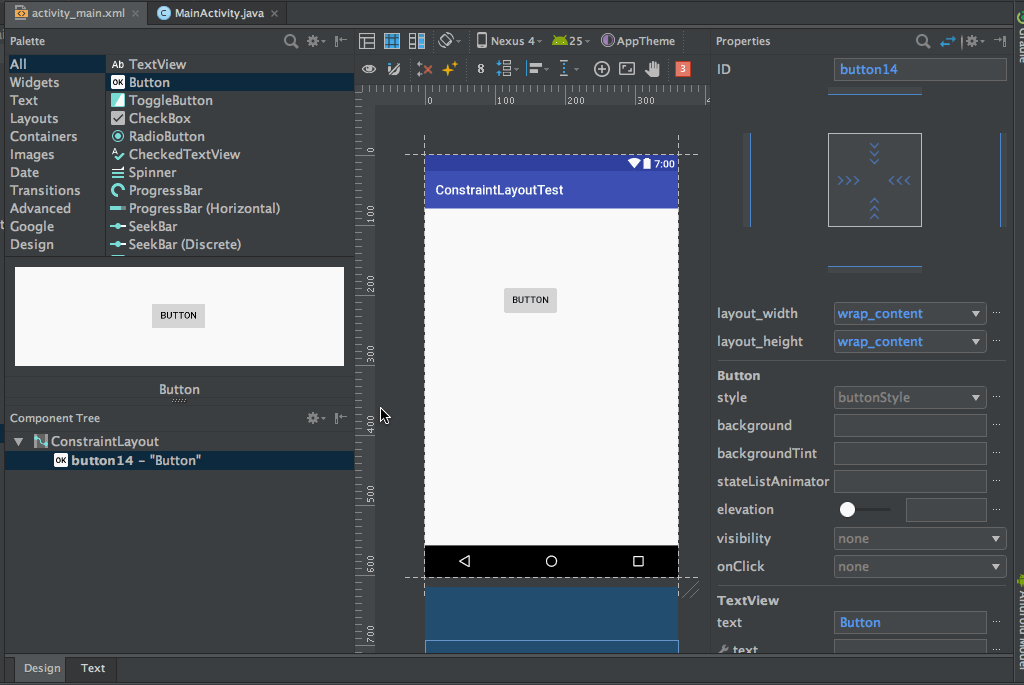 activity_main.xml
MainActivity.java
Palette
Nexus 4
25
AppTheme
Properties
All
Widgets
Text
Layouts
Containers
Images
Date
Transitions
Advanced
Google
Design
Ab TextView
OK Button
ToggleButton
CheckBox
RadioButton
CheckedTextView
Spinner
ProgressBar
ProgressBar (Horizontal)
SeekBar
SeekBar (Discrete)
8
3
ID
button14
0
100
200
300
0
100
200
300
400
500
600
700
7:00
ConstraintLayoutTest
BUTTON
BUTTON
Button
Component Tree
ConstraintLayout
OK button14 – "Button"
layout_width
wrap_content
layout_height
wrap_content
Button
style
buttonStyle
background
backgroundTint
stateListAnimator
elevation
visibility
none
onClick
none
TextView
text
Button
text
Design
Text
Gradle
Android Model